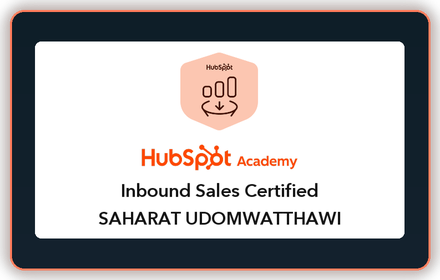 HubSpot
HubSpot Academy
Inbound Sales Certified
SAHARAT UDOMWATTHAWI